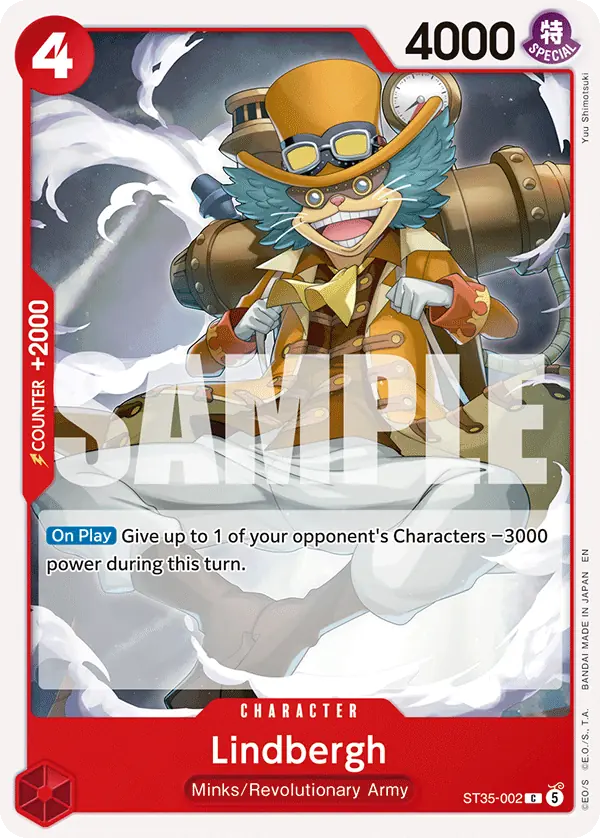 4
4000
特
SPECIAL
Yuu Shimotsuki
COUNTER +2000
SAMPLE
On Play Give up to 1 of your opponent's Characters −3000
power during this turn.
BANDAI MADE IN JAPAN EN
©E.O./S., T.A.
©EO/S
CHARACTER
Lindbergh
Minks/Revolutionary Army
ST35-002 C 5